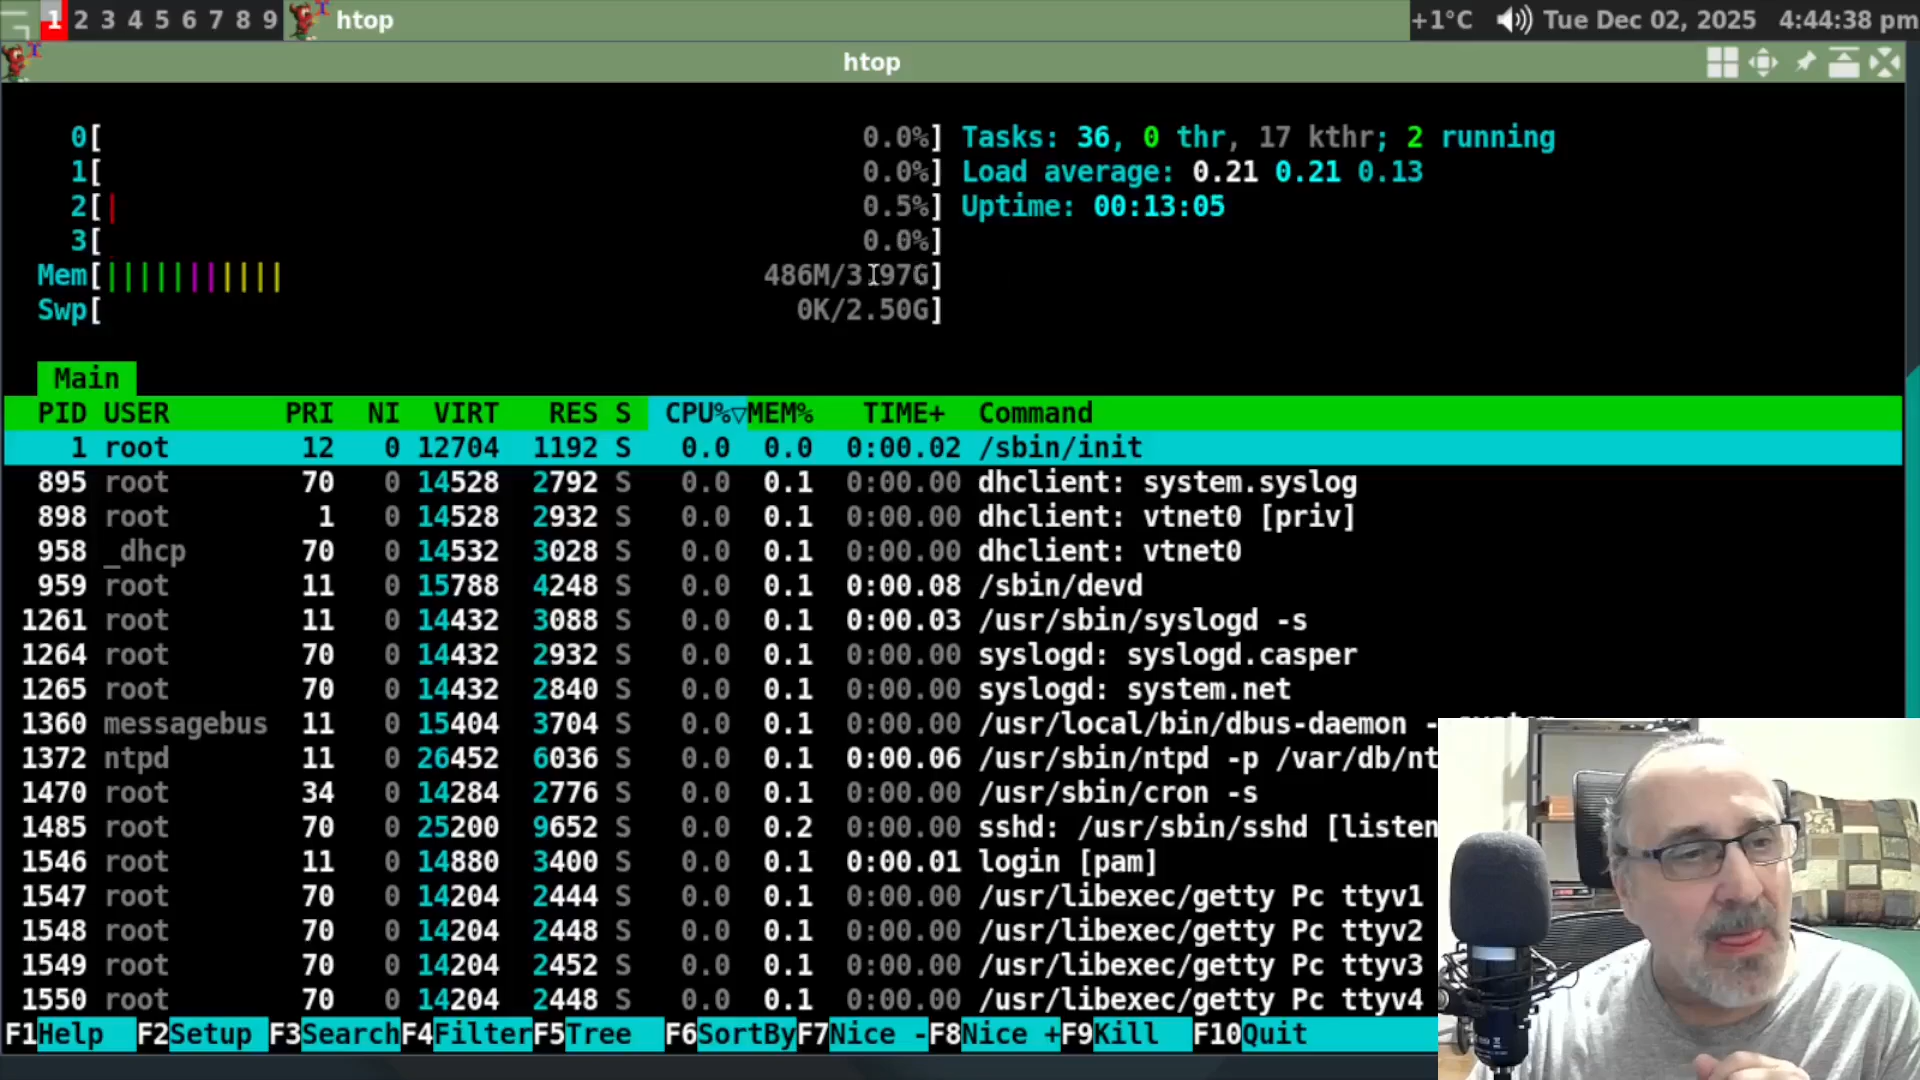 1 2 3 4 5 6 7 8 9 htop +1°C Tue Dec 02, 2025 4:44:38 pm
htop
0[ 0.0%] Tasks: 36, 0 thr, 17 kthr; 2 running
1[ 0.0%] Load average: 0.21 0.21 0.13
2[| 0.5%] Uptime: 00:13:05
3[ 0.0%]
Mem[||||||||||| 486M/3.97G]
Swp[ 0K/2.50G]
Main
PID USER PRI NI VIRT RES S CPU%▽MEM% TIME+ Command
1 root 12 0 12704 1192 S 0.0 0.0 0:00.02 /sbin/init
895 root 70 0 14528 2792 S 0.0 0.1 0:00.00 dhclient: system.syslog
898 root 1 0 14528 2932 S 0.0 0.1 0:00.00 dhclient: vtnet0 [priv]
958 _dhcp 70 0 14532 3028 S 0.0 0.1 0:00.00 dhclient: vtnet0
959 root 11 0 15788 4248 S 0.0 0.1 0:00.08 /sbin/devd
1261 root 11 0 14432 3088 S 0.0 0.1 0:00.03 /usr/sbin/syslogd -s
1264 root 70 0 14432 2932 S 0.0 0.1 0:00.00 syslogd: syslogd.casper
1265 root 70 0 14432 2840 S 0.0 0.1 0:00.00 syslogd: system.net
1360 messagebus 11 0 15404 3704 S 0.0 0.1 0:00.00 /usr/local/bin/dbus-daemon
1372 ntpd 11 0 26452 6036 S 0.0 0.1 0:00.06 /usr/sbin/ntpd -p /var/db/nt
1470 root 34 0 14284 2776 S 0.0 0.1 0:00.00 /usr/sbin/cron -s
1485 root 70 0 25200 9652 S 0.0 0.2 0:00.00 sshd: /usr/sbin/sshd [listen
1546 root 11 0 14880 3400 S 0.0 0.1 0:00.01 login [pam]
1547 root 70 0 14204 2444 S 0.0 0.1 0:00.00 /usr/libexec/getty Pc ttyv1
1548 root 70 0 14204 2448 S 0.0 0.1 0:00.00 /usr/libexec/getty Pc ttyv2
1549 root 70 0 14204 2452 S 0.0 0.1 0:00.00 /usr/libexec/getty Pc ttyv3
1550 root 70 0 14204 2448 S 0.0 0.1 0:00.00 /usr/libexec/getty Pc ttyv4
F1Help F2Setup F3SearchF4FilterF5Tree F6SortByF7Nice -F8Nice +F9Kill F10Quit